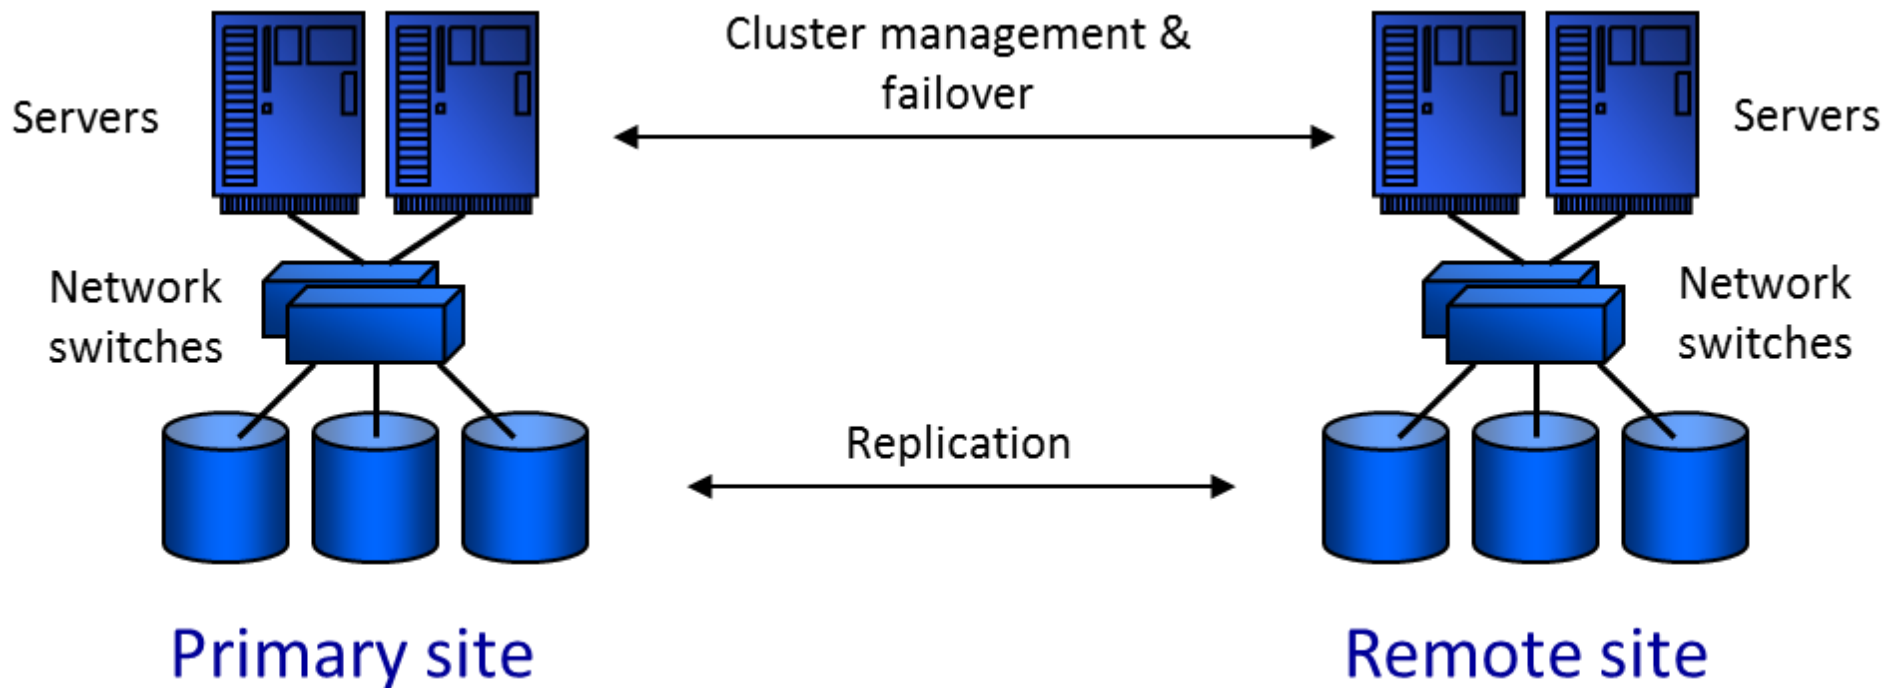 Cluster management &
failover
Servers
Servers
Network
switches
Network
switches
Replication
Primary site
Remote site